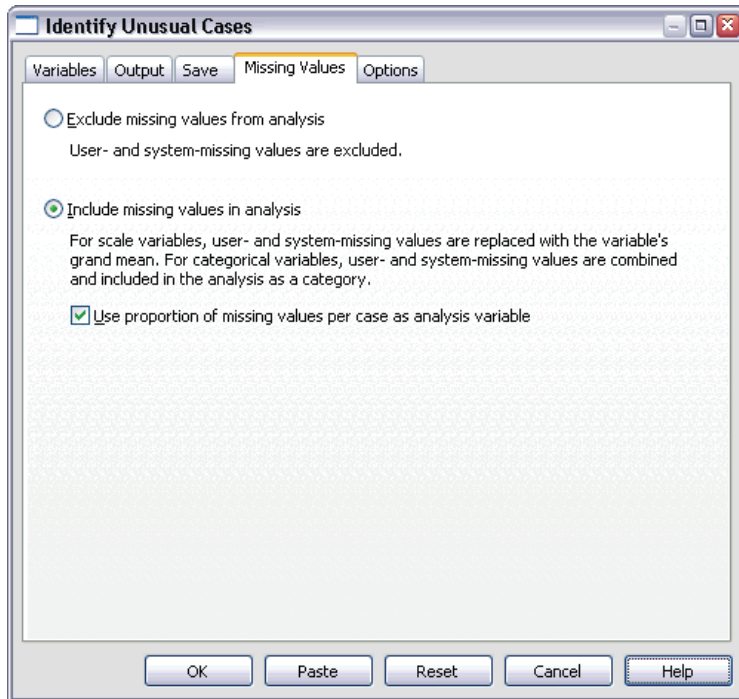 Identify Unusual Cases
Variables Output Save Missing Values Options
Exclude missing values from analysis
User- and system-missing values are excluded.
Include missing values in analysis
For scale variables, user- and system-missing values are replaced with the variable's
grand mean. For categorical variables, user- and system-missing values are combined
and included in the analysis as a category.
Use proportion of missing values per case as analysis variable
OK Paste Reset Cancel Help